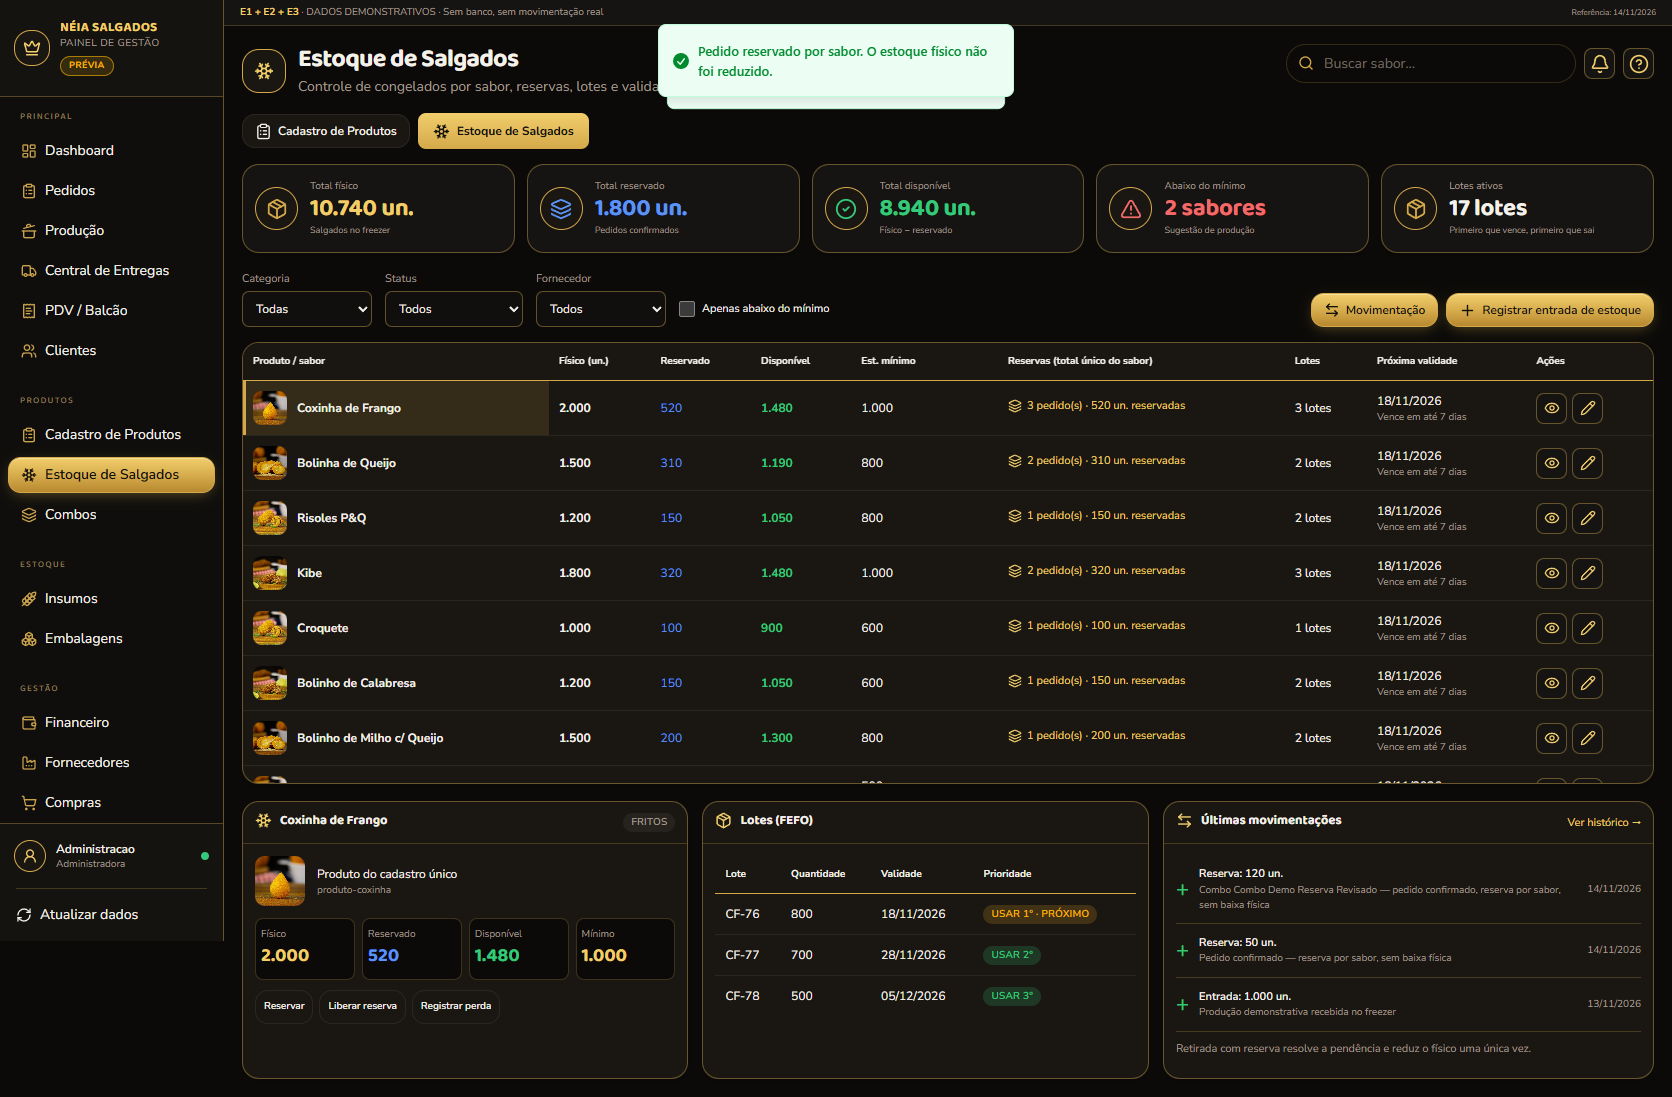 NÉIA SALGADOS
PAINEL DE GESTÃO
PRÉVIA
PRINCIPAL
Dashboard
Pedidos
Produção
Central de Entregas
PDV / Balcão
Clientes
PRODUTOS
Cadastro de Produtos
Estoque de Salgados
Combos
ESTOQUE
Insumos
Embalagens
GESTÃO
Financeiro
Fornecedores
Compras
Administracao
Administradora
Atualizar dados
E1 + E2 + E3 · DADOS DEMONSTRATIVOS · Sem banco, sem movimentação real
Referência: 14/11/2026
Estoque de Salgados
Controle de congelados por sabor, reservas, lotes e valida
Pedido reservado por sabor. O estoque físico não
foi reduzido.
Buscar sabor...
Cadastro de Produtos
Estoque de Salgados
Total físico
10.740 un.
Salgados no freezer
Total reservado
1.800 un.
Pedidos confirmados
Total disponível
8.940 un.
Físico − reservado
Abaixo do mínimo
2 sabores
Sugestão de produção
Lotes ativos
17 lotes
Primeiro que vence, primeiro que sai
Categoria
Todas
Status
Todos
Fornecedor
Todos
Apenas abaixo do mínimo
Movimentação
Registrar entrada de estoque
Produto / sabor Físico (un.) Reservado Disponível Est. mínimo Reservas (total único do sabor) Lotes Próxima validade Ações
Coxinha de Frango 2.000 520 1.480 1.000 3 pedido(s) · 520 un. reservadas 3 lotes 18/11/2026
Vence em até 7 dias
Bolinha de Queijo 1.500 310 1.190 800 2 pedido(s) · 310 un. reservadas 2 lotes 18/11/2026
Vence em até 7 dias
Risoles P&Q 1.200 150 1.050 800 1 pedido(s) · 150 un. reservadas 2 lotes 18/11/2026
Vence em até 7 dias
Kibe 1.800 320 1.480 1.000 2 pedido(s) · 320 un. reservadas 3 lotes 18/11/2026
Vence em até 7 dias
Croquete 1.000 100 900 600 1 pedido(s) · 100 un. reservadas 1 lotes 18/11/2026
Vence em até 7 dias
Bolinho de Calabresa 1.200 150 1.050 600 1 pedido(s) · 150 un. reservadas 2 lotes 18/11/2026
Vence em até 7 dias
Bolinho de Milho c/ Queijo 1.500 200 1.300 800 1 pedido(s) · 200 un. reservadas 2 lotes 18/11/2026
Vence em até 7 dias
Coxinha de Frango
FRITOS
Produto do cadastro único
produto-coxinha
Físico
2.000
Reservado
520
Disponível
1.480
Mínimo
1.000
Reservar
Liberar reserva
Registrar perda
Lotes (FEFO)
Lote Quantidade Validade Prioridade
CF-76 800 18/11/2026 USAR 1º · PRÓXIMO
CF-77 700 28/11/2026 USAR 2º
CF-78 500 05/12/2026 USAR 3º
Últimas movimentações
Ver histórico →
Reserva: 120 un.
Combo Combo Demo Reserva Revisado — pedido confirmado, reserva por sabor,
sem baixa física
14/11/2026
Reserva: 50 un.
Pedido confirmado — reserva por sabor, sem baixa física
14/11/2026
Entrada: 1.000 un.
Produção demonstrativa recebida no freezer
13/11/2026
Retirada com reserva resolve a pendência e reduz o físico uma única vez.